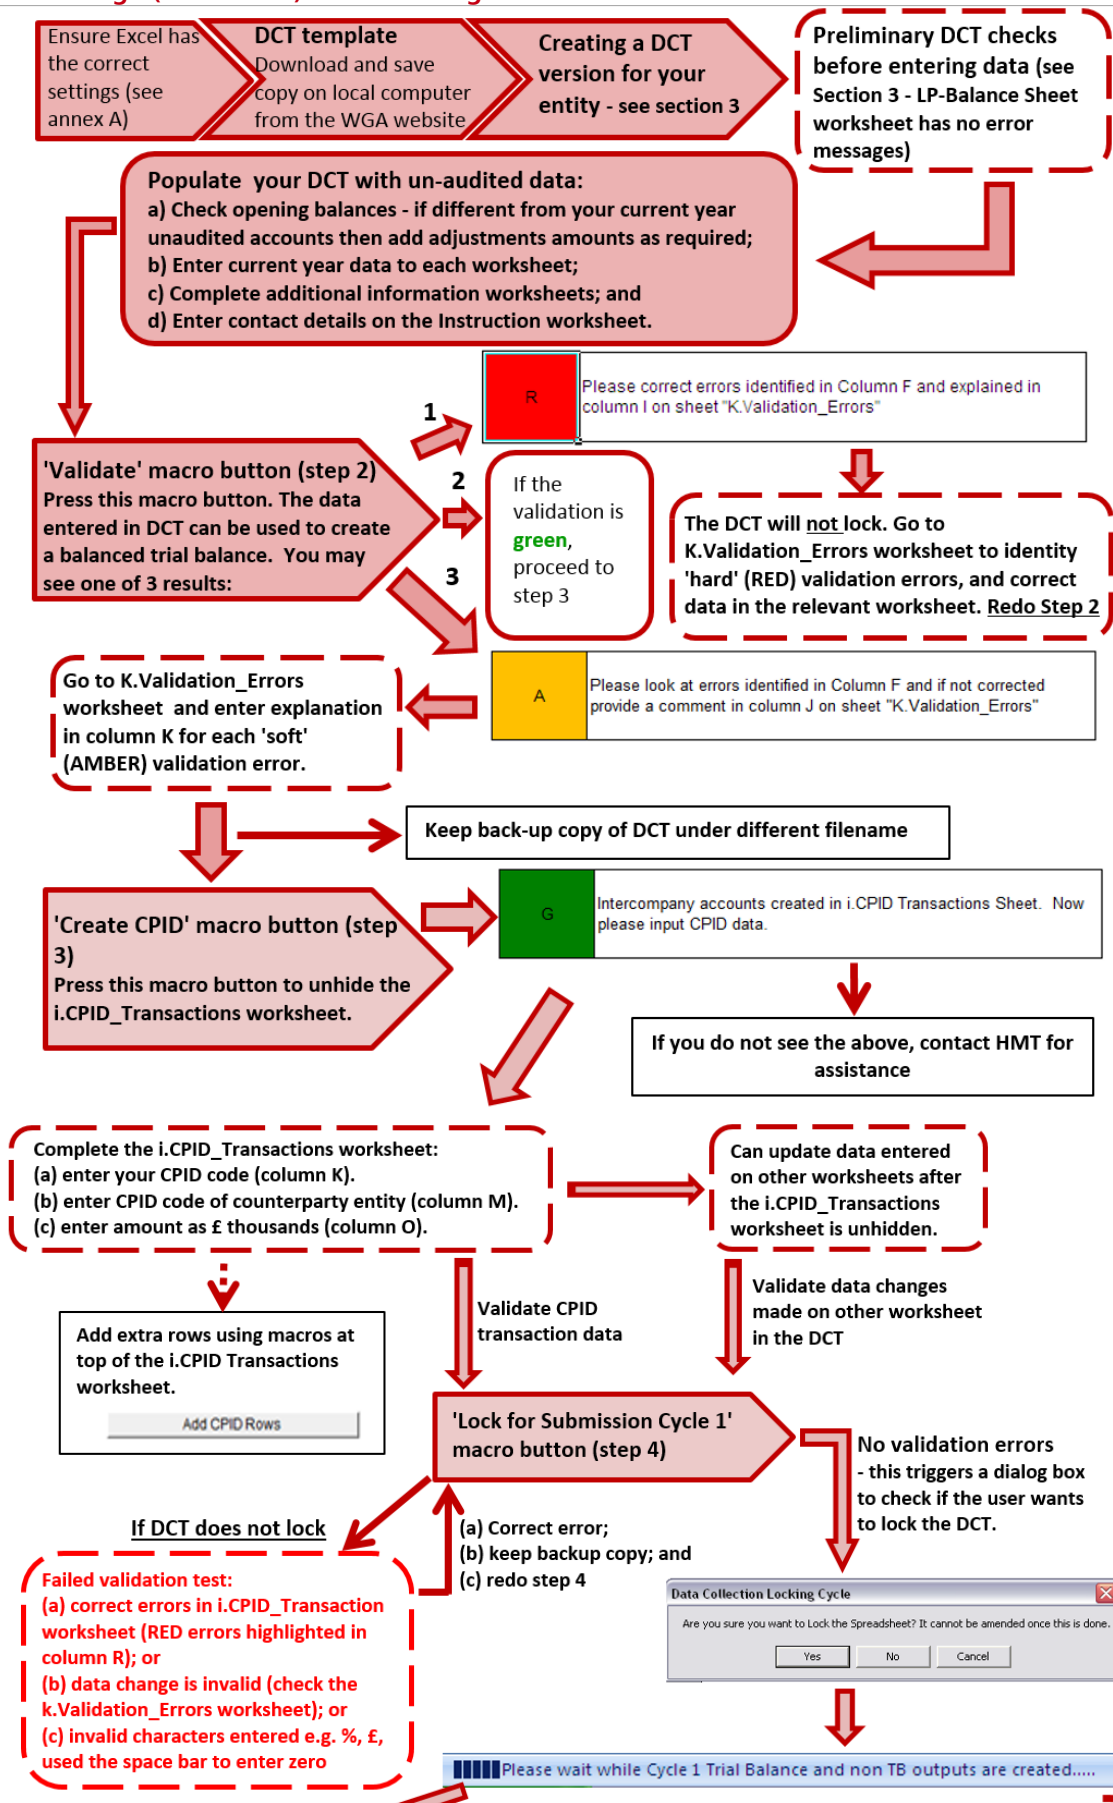 Ensure Excel has
the correct
settings (see
annex A)
DCT template
Download and save
copy on local computer
from the WGA website
Creating a DCT
version for your
entity - see section 3
Preliminary DCT checks
before entering data (see
Section 3 - LP-Balance Sheet
worksheet has no error
messages)
Populate your DCT with un-audited data:
a) Check opening balances - if different from your current year
unaudited accounts then add adjustments amounts as required;
b) Enter current year data to each worksheet;
c) Complete additional information worksheets; and
d) Enter contact details on the Instruction worksheet.
'Validate' macro button (step 2)
Press this macro button. The data
entered in DCT can be used to create
a balanced trial balance. You may
see one of 3 results:
1
R
Please correct errors identified in Column F and explained in
column I on sheet "K.Validation_Errors"
2
If the
validation is
green,
proceed to
step 3
The DCT will not lock. Go to
K.Validation_Errors worksheet to identity
'hard' (RED) validation errors, and correct
data in the relevant worksheet. Redo Step 2
3
A
Please look at errors identified in Column F and if not corrected
provide a comment in column J on sheet "K.Validation_Errors"
Go to K.Validation_Errors
worksheet and enter explanation
in column K for each 'soft'
(AMBER) validation error.
Keep back-up copy of DCT under different filename
'Create CPID' macro button (step
3)
Press this macro button to unhide the
i.CPID_Transactions worksheet.
G
Intercompany accounts created in i.CPID Transactions Sheet. Now
please input CPID data.
If you do not see the above, contact HMT for
assistance
Complete the i.CPID_Transactions worksheet:
(a) enter your CPID code (column K).
(b) enter CPID code of counterparty entity (column M).
(c) enter amount as £ thousands (column O).
Can update data entered
on other worksheets after
the i.CPID_Transactions
worksheet is unhidden.
Add extra rows using macros at
top of the i.CPID Transactions
worksheet.
Add CPID Rows
Validate CPID
transaction data
Validate data changes
made on other worksheet
in the DCT
'Lock for Submission Cycle 1'
macro button (step 4)
No validation errors
- this triggers a dialog box
to check if the user wants
to lock the DCT.
If DCT does not lock
(a) Correct error;
(b) keep backup copy; and
(c) redo step 4
Failed validation test:
(a) correct errors in i.CPID_Transaction
worksheet (RED errors highlighted in
column R); or
(b) data change is invalid (check the
k.Validation_Errors worksheet); or
(c) invalid characters entered e.g. %, £,
used the space bar to enter zero
Data Collection Locking Cycle
Are you sure you want to Lock the Spreadsheet? It cannot be amended once this is done.
Yes
No
Cancel
Please wait while Cycle 1 Trial Balance and non TB outputs are created.....